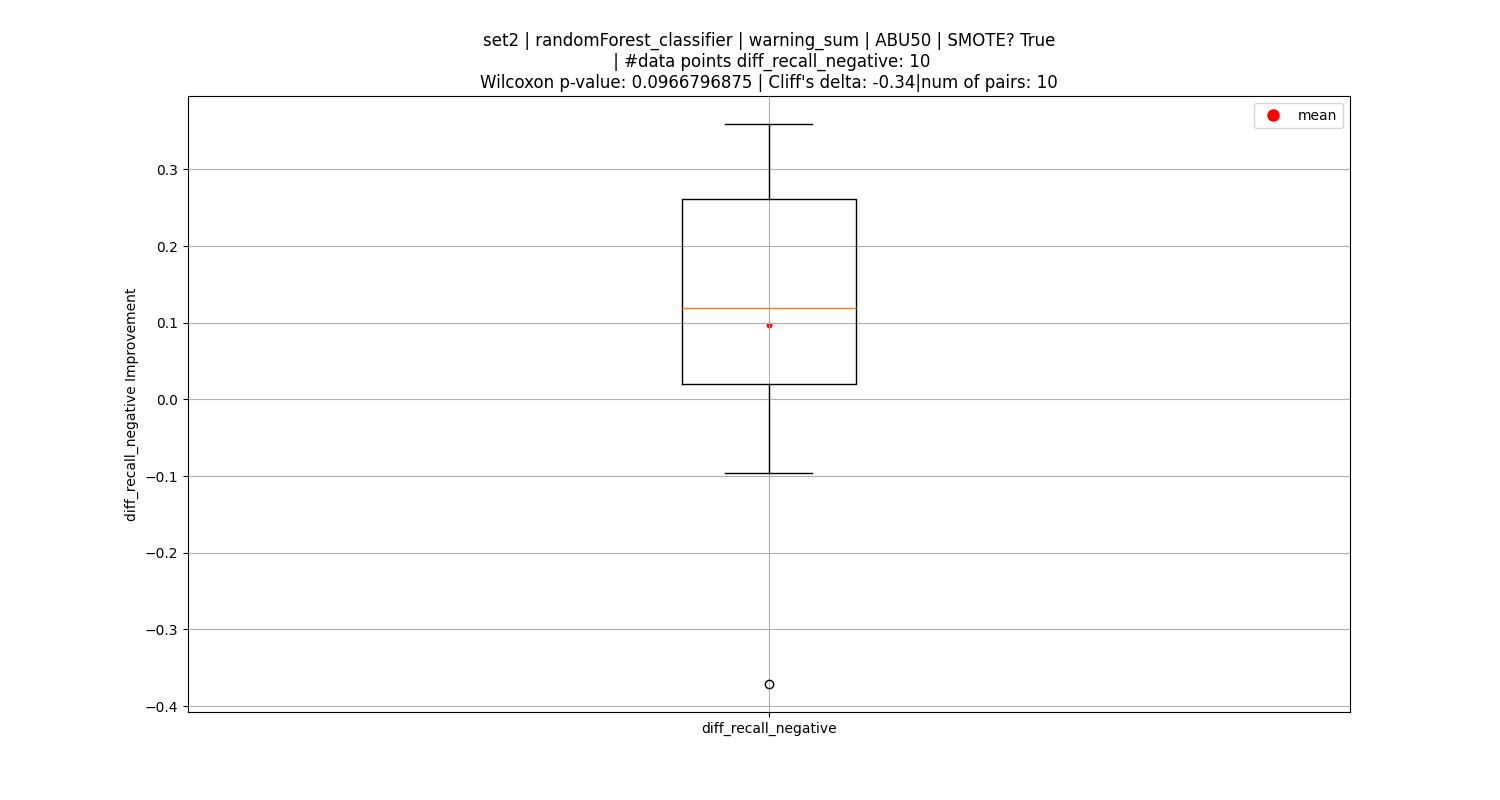 set2 | randomForest_classifier | warning_sum | ABU50 | SMOTE? True
| #data points diff_recall_negative: 10
Wilcoxon p-value: 0.0966796875 | Cliff's delta: -0.34|num of pairs: 10
mean
0.3
0.2
0.1
0.0
−0.1
−0.2
−0.3
−0.4
diff_recall_negative Improvement
diff_recall_negative